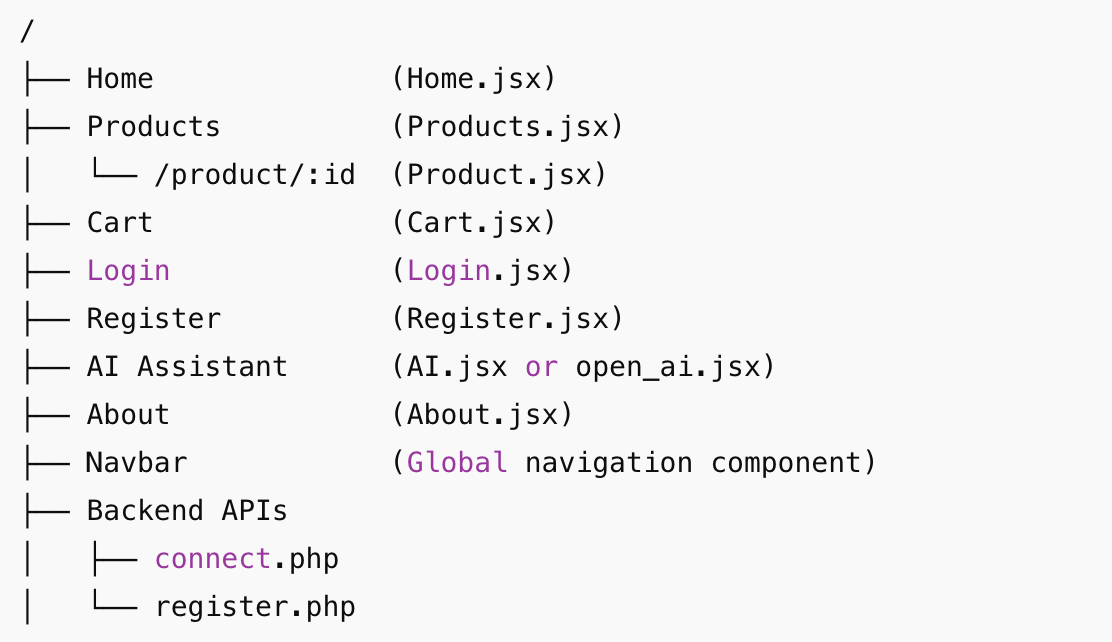 /
├── Home              (Home.jsx)
├── Products          (Products.jsx)
│   └── /product/:id  (Product.jsx)
├── Cart              (Cart.jsx)
├── Login             (Login.jsx)
├── Register          (Register.jsx)
├── AI Assistant      (AI.jsx or open_ai.jsx)
├── About             (About.jsx)
├── Navbar            (Global navigation component)
├── Backend APIs
│   ├── connect.php
│   └── register.php